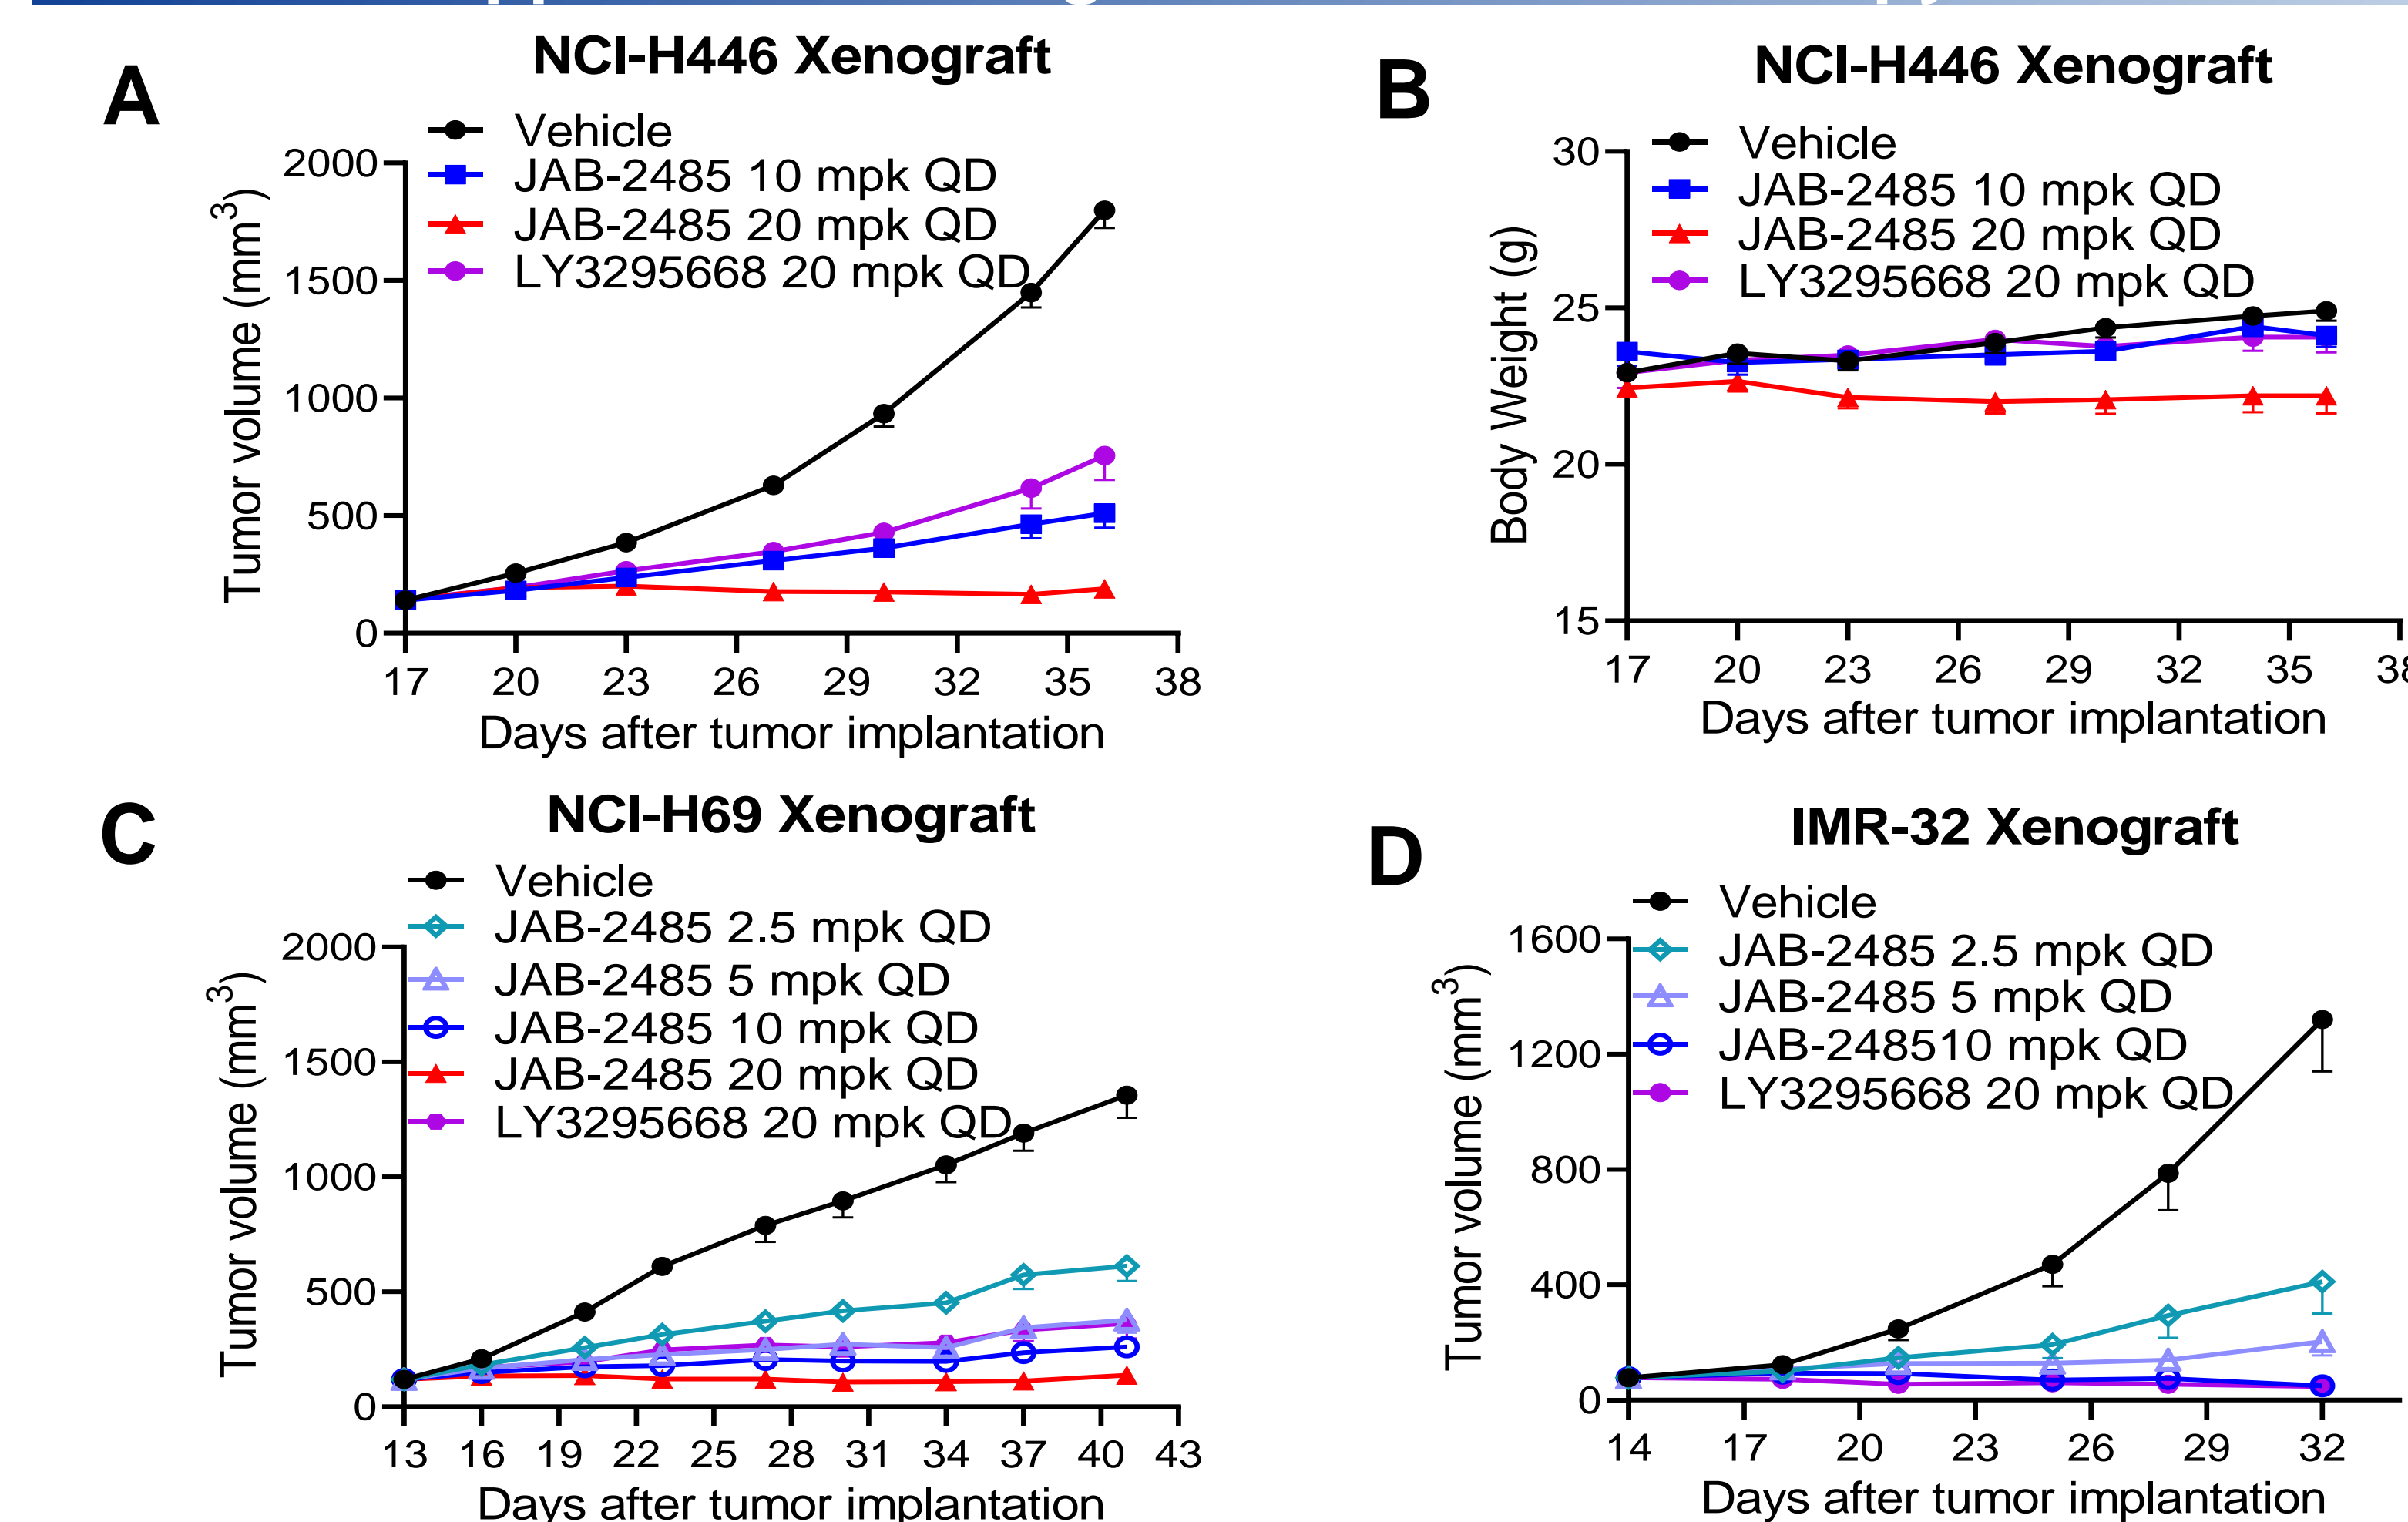 A
NCI-H446 Xenograft
Vehicle
JAB-2485 10 mpk QD
JAB-2485 20 mpk QD
LY3295668 20 mpk QD
Tumor volume (mm³)
2000
1500
1000
500
0
17 20 23 26 29 32 35 38
Days after tumor implantation
B
NCI-H446 Xenograft
Vehicle
JAB-2485 10 mpk QD
JAB-2485 20 mpk QD
LY3295668 20 mpk QD
Body Weight (g)
30
25
20
15
17 20 23 26 29 32 35 38
Days after tumor implantation
C
NCI-H69 Xenograft
Vehicle
JAB-2485 2.5 mpk QD
JAB-2485 5 mpk QD
JAB-2485 10 mpk QD
JAB-2485 20 mpk QD
LY3295668 20 mpk QD
Tumor volume (mm³)
2000
1500
1000
500
0
13 16 19 22 25 28 31 34 37 40 43
Days after tumor implantation
D
IMR-32 Xenograft
Vehicle
JAB-2485 2.5 mpk QD
JAB-2485 5 mpk QD
JAB-248510 mpk QD
LY3295668 20 mpk QD
Tumor volume (mm³)
1600
1200
800
400
0
14 17 20 23 26 29 32
Days after tumor implantation